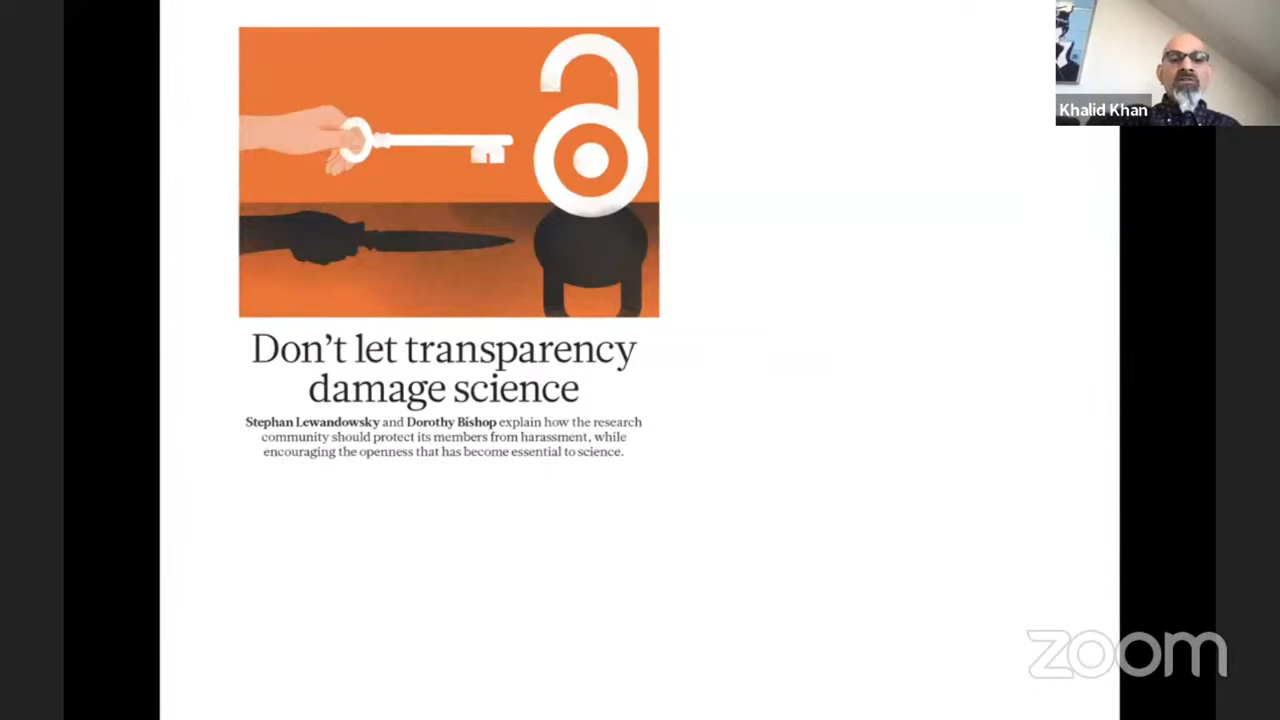 Khalid Khan
Don’t let transparency
damage science
Stephan Lewandowsky and Dorothy Bishop explain how the research
community should protect its members from harassment, while
encouraging the openness that has become essential to science.
zoom